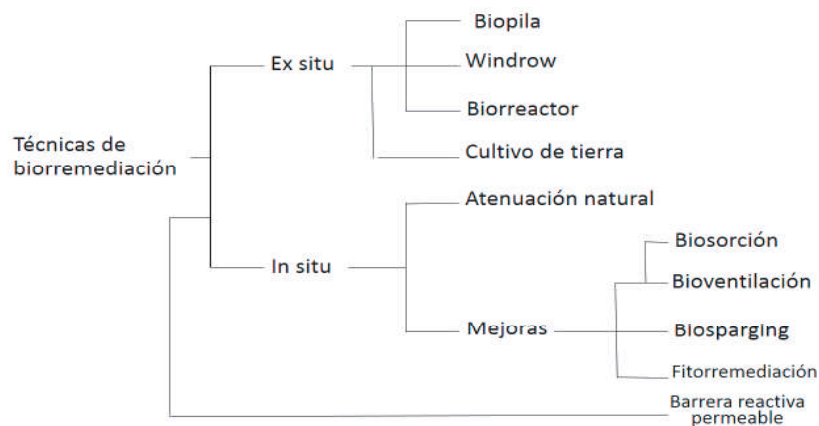 Biopila
Ex situ
Windrow
Biorreactor
Técnicas de
biorremediación
Cultivo de tierra
Atenuación natural
Biosorción
In situ
Bioventilación
Mejoras
Biosparging
Fitorremediación
Barrera reactiva
permeable